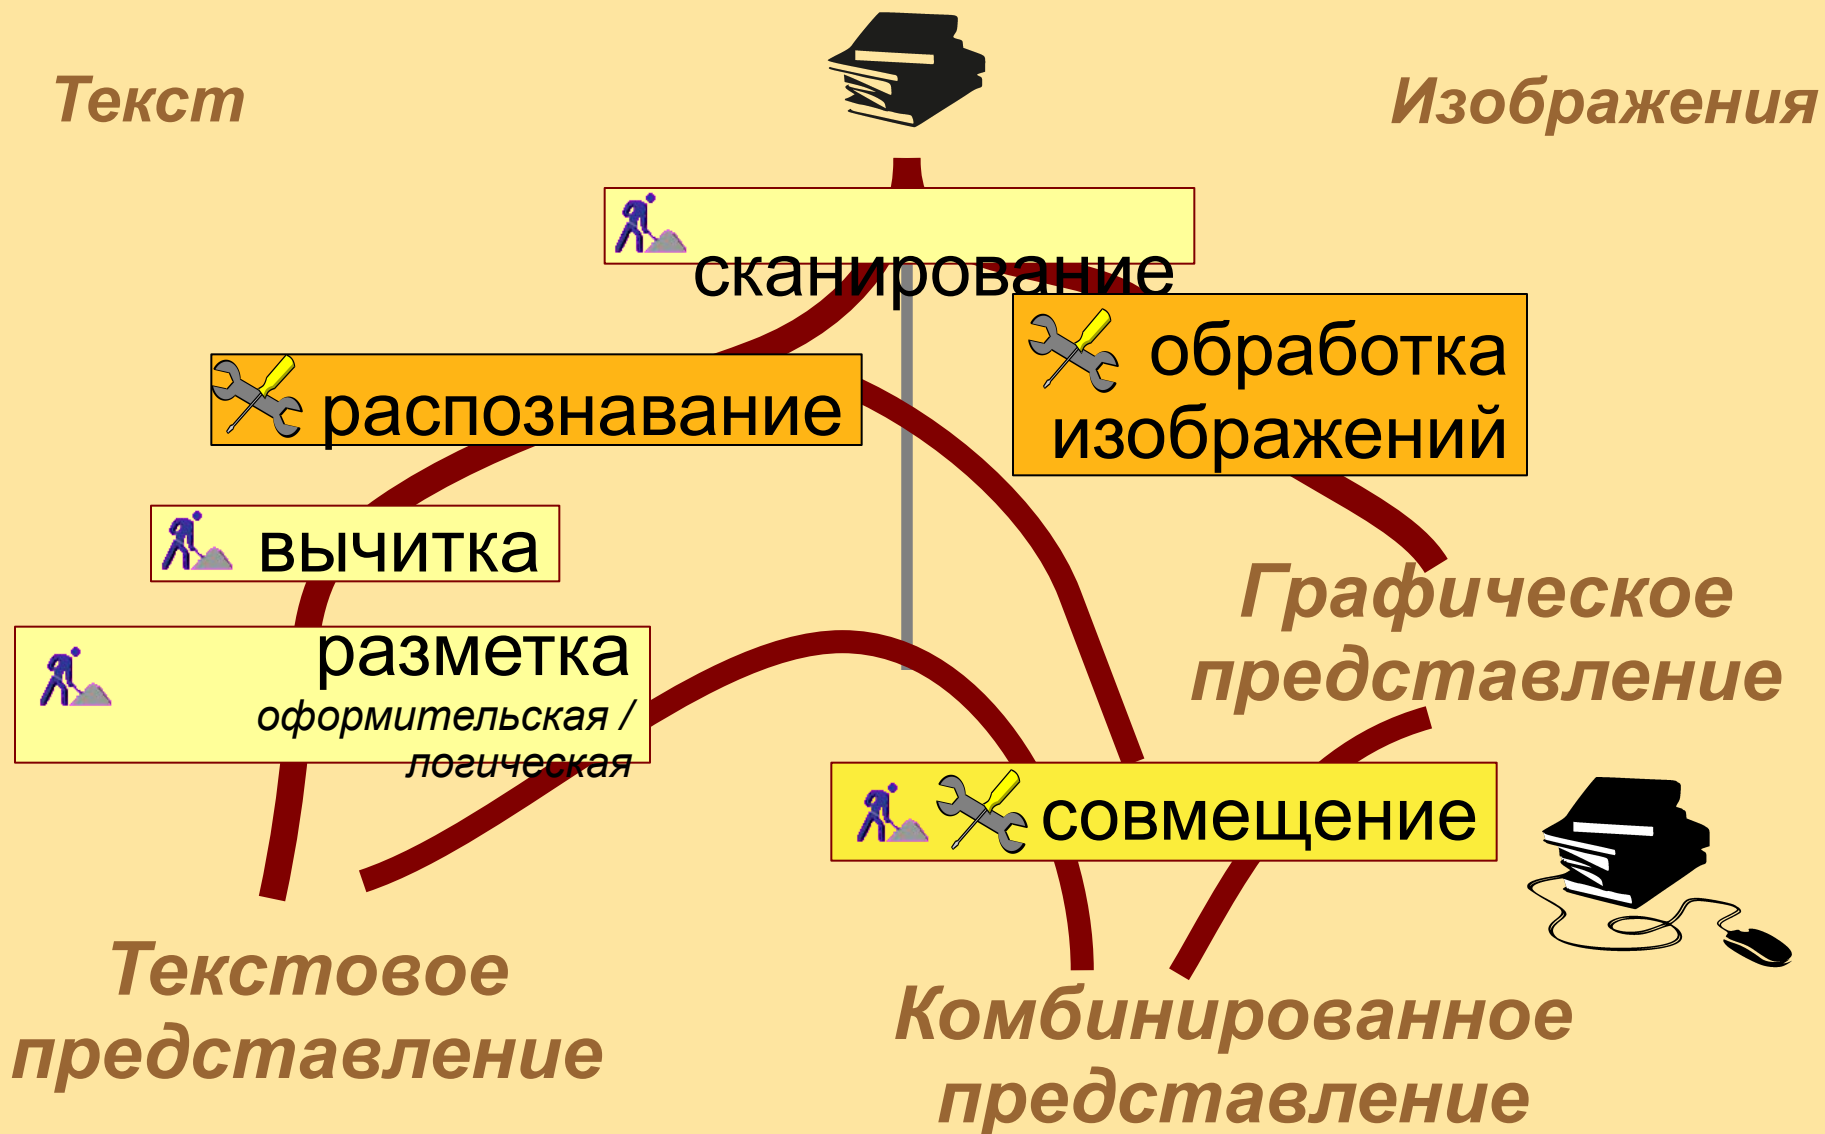 Текст
Изображения
сканирование
обработка
изображений
распознавание
вычитка
разметка
оформительская /
логическая
Графическое
представление
совмещение
Текстовое
представление
Комбинированное
представление